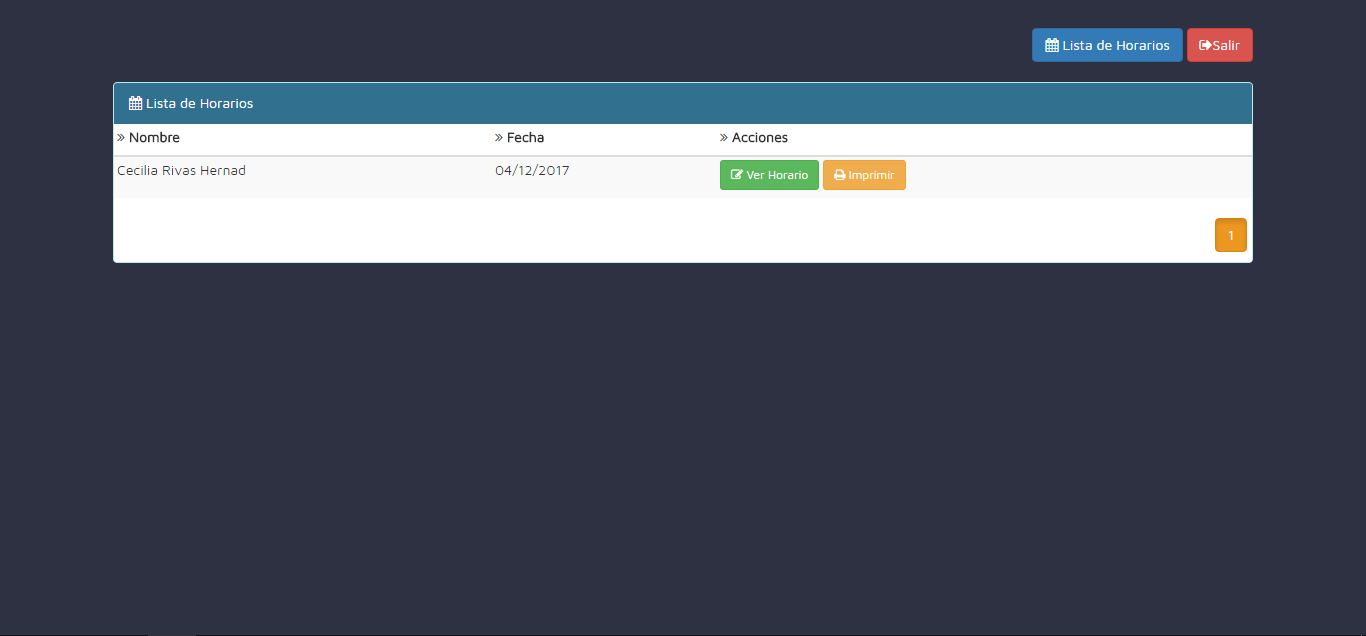 Lista de Horarios Salir
Lista de Horarios
» Nombre » Fecha » Acciones
Cecilia Rivas Hernad 04/12/2017 Ver Horario Imprimir
1